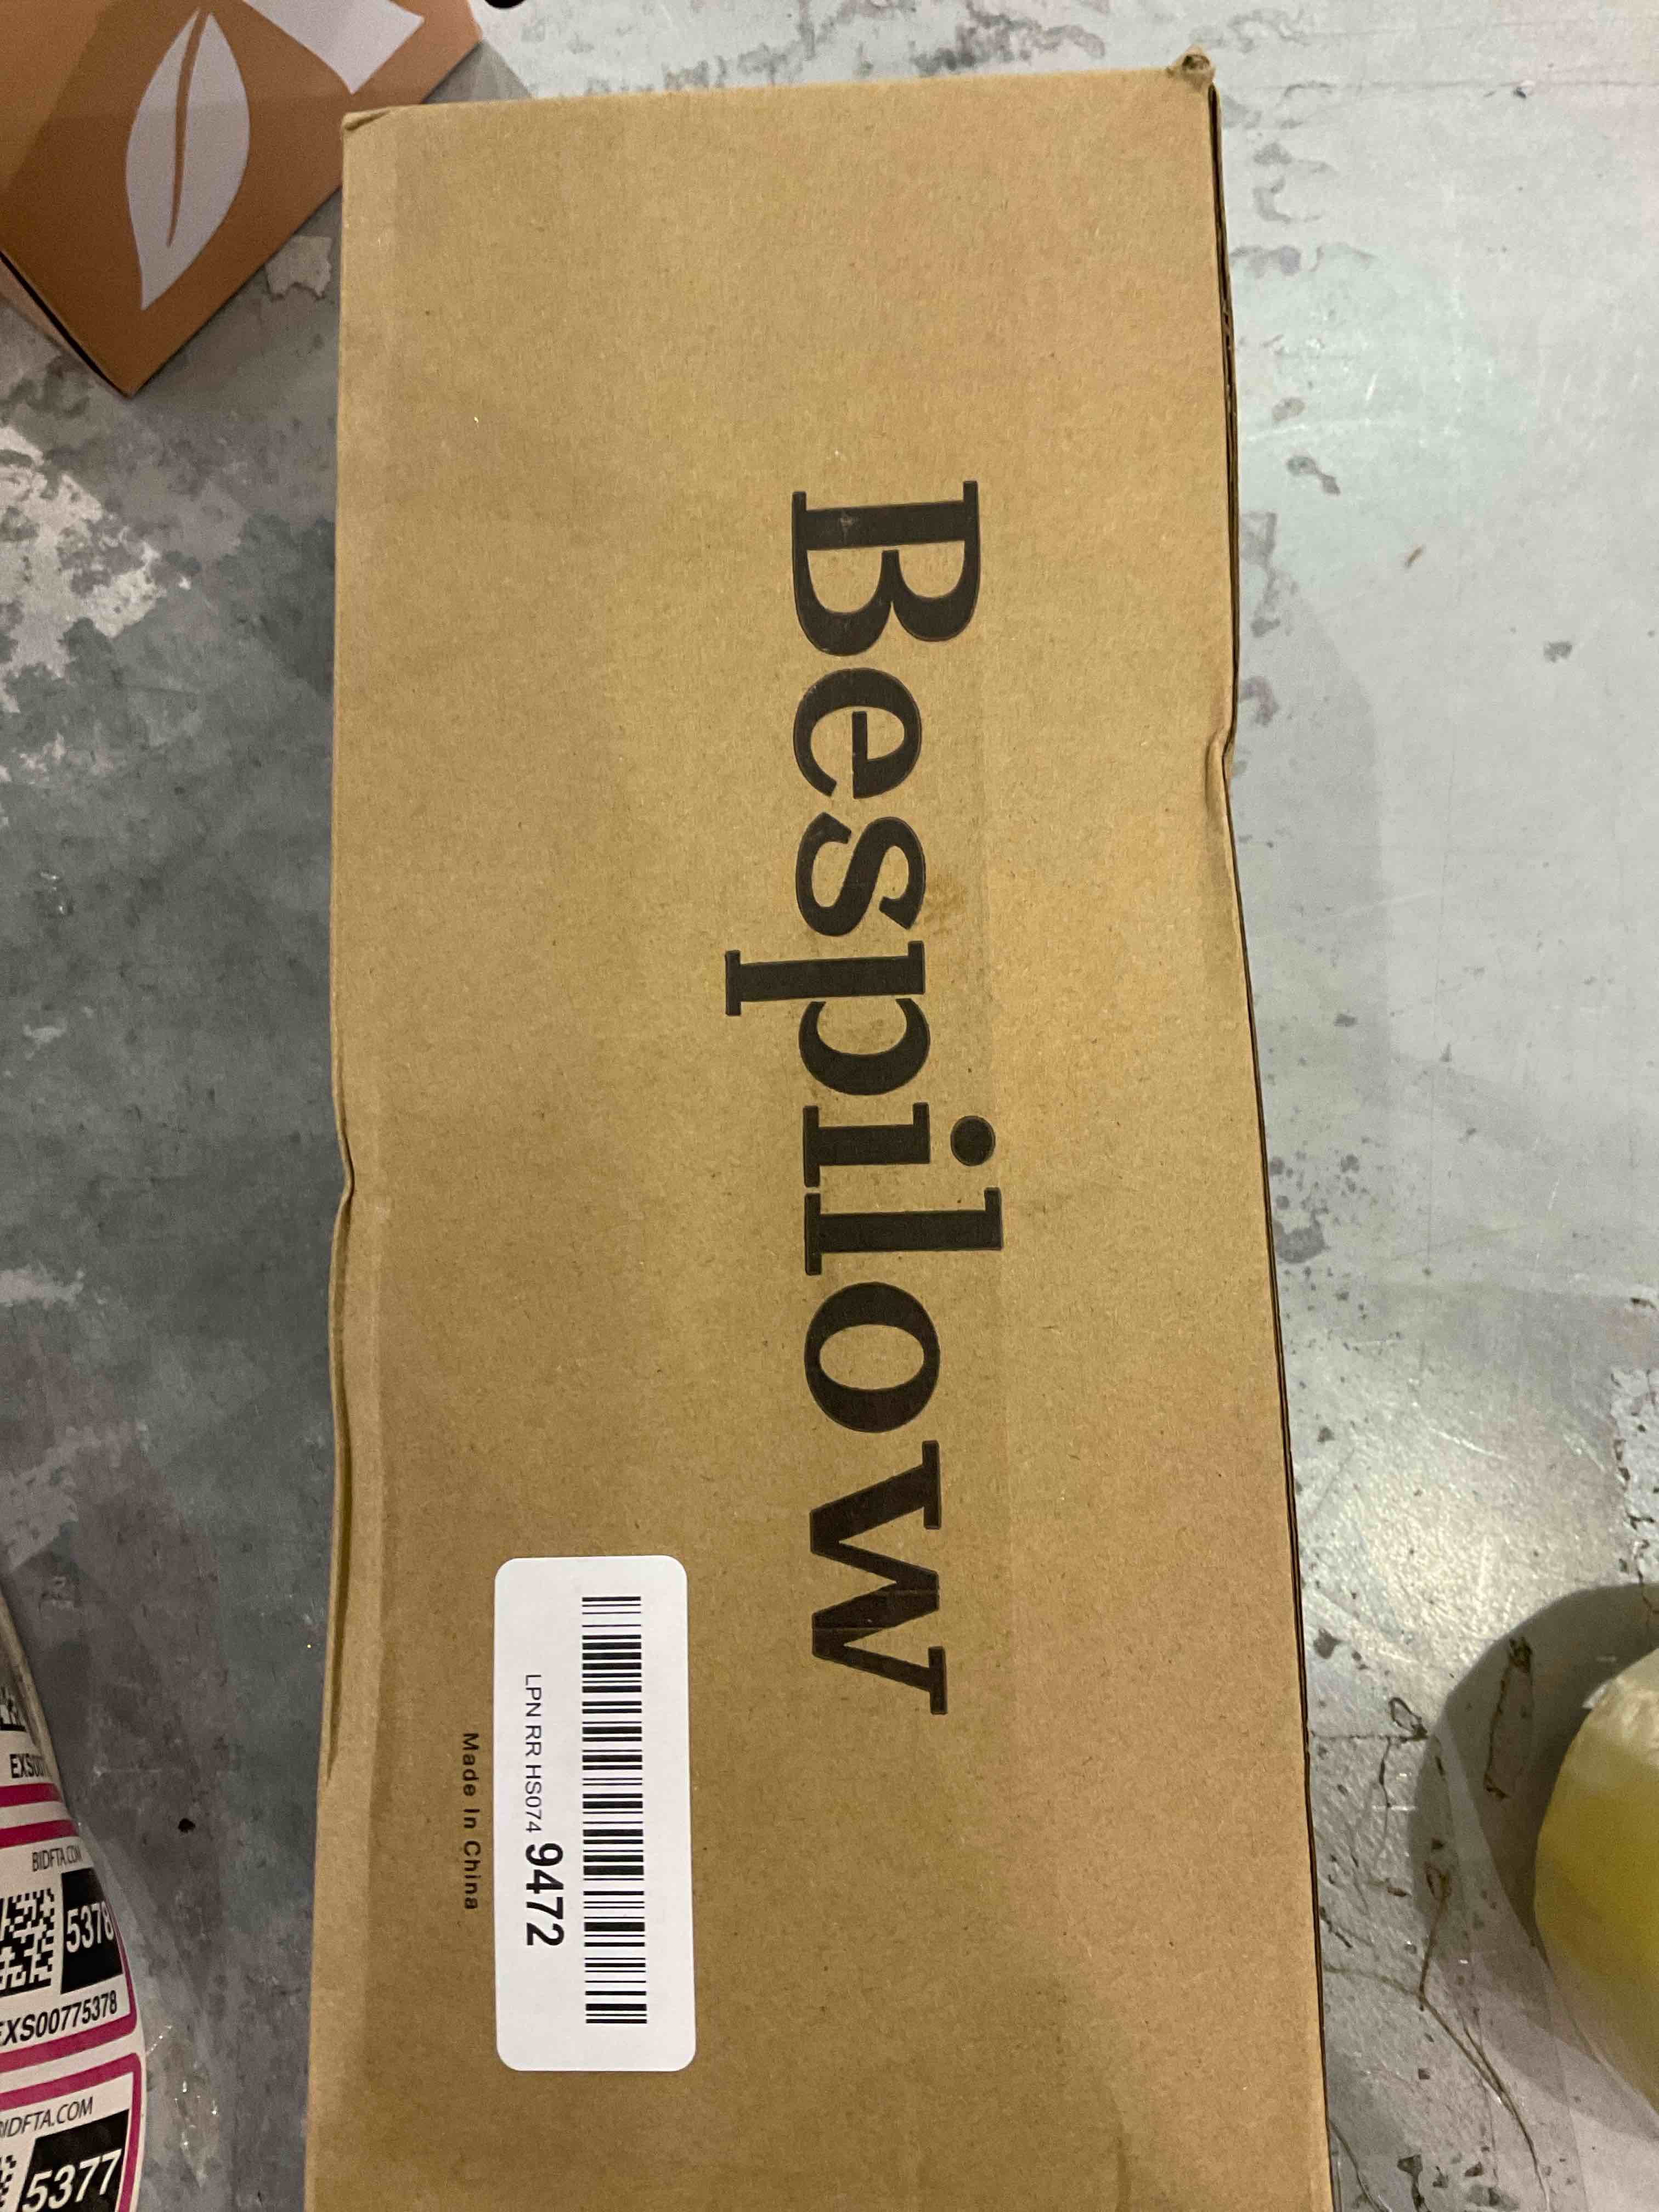 Bespilow
LPN RR HS074 9472
Made In China
BIDFTA.COM
5378
EXS00775378
BIDFTA.COM
5377